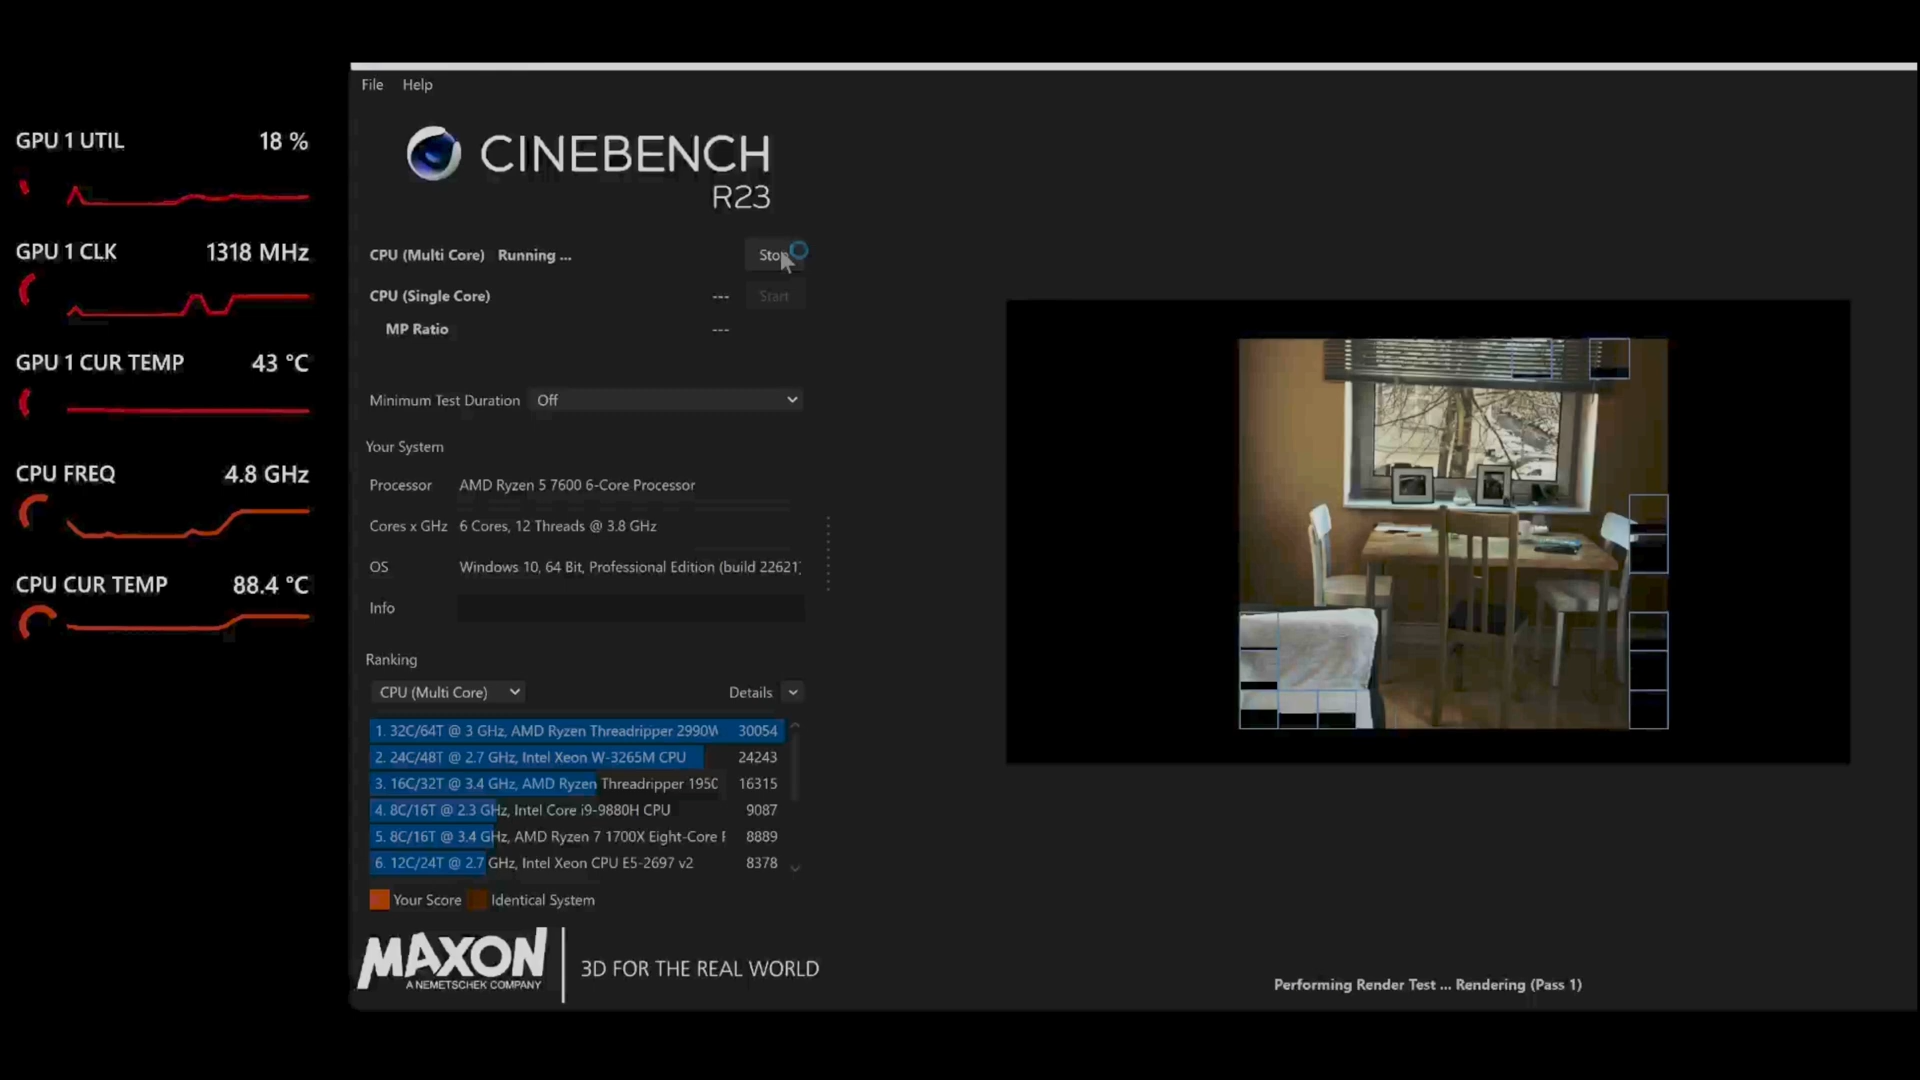 File Help
GPU 1 UTIL 18 %
GPU 1 CLK 1318 MHz
GPU 1 CUR TEMP 43 °C
CPU FREQ 4.8 GHz
CPU CUR TEMP 88.4 °C
CINEBENCH
R23
CPU (Multi Core) Running ... Stop
CPU (Single Core) --- Start
MP Ratio ---
Minimum Test Duration Off
Your System
Processor AMD Ryzen 5 7600 6-Core Processor
Cores x GHz 6 Cores, 12 Threads @ 3.8 GHz
OS Windows 10, 64 Bit, Professional Edition (build 22621)
Info
Ranking
CPU (Multi Core) Details
1. 32C/64T @ 3 GHz, AMD Ryzen Threadripper 2990W 30054
2. 24C/48T @ 2.7 GHz, Intel Xeon W-3265M CPU 24243
3. 16C/32T @ 3.4 GHz, AMD Ryzen Threadripper 195 16315
4. 8C/16T @ 2.3 GHz, Intel Core i9-9880H CPU 9087
5. 8C/16T @ 3.4 GHz, AMD Ryzen 7 1700X Eight-Core 8889
6. 12C/24T @ 2.7 GHz, Intel Xeon CPU E5-2697 v2 8378
Your Score Identical System
MAXON
A NEMETSCHEK COMPANY
3D FOR THE REAL WORLD
Performing Render Test ... Rendering (Pass 1)